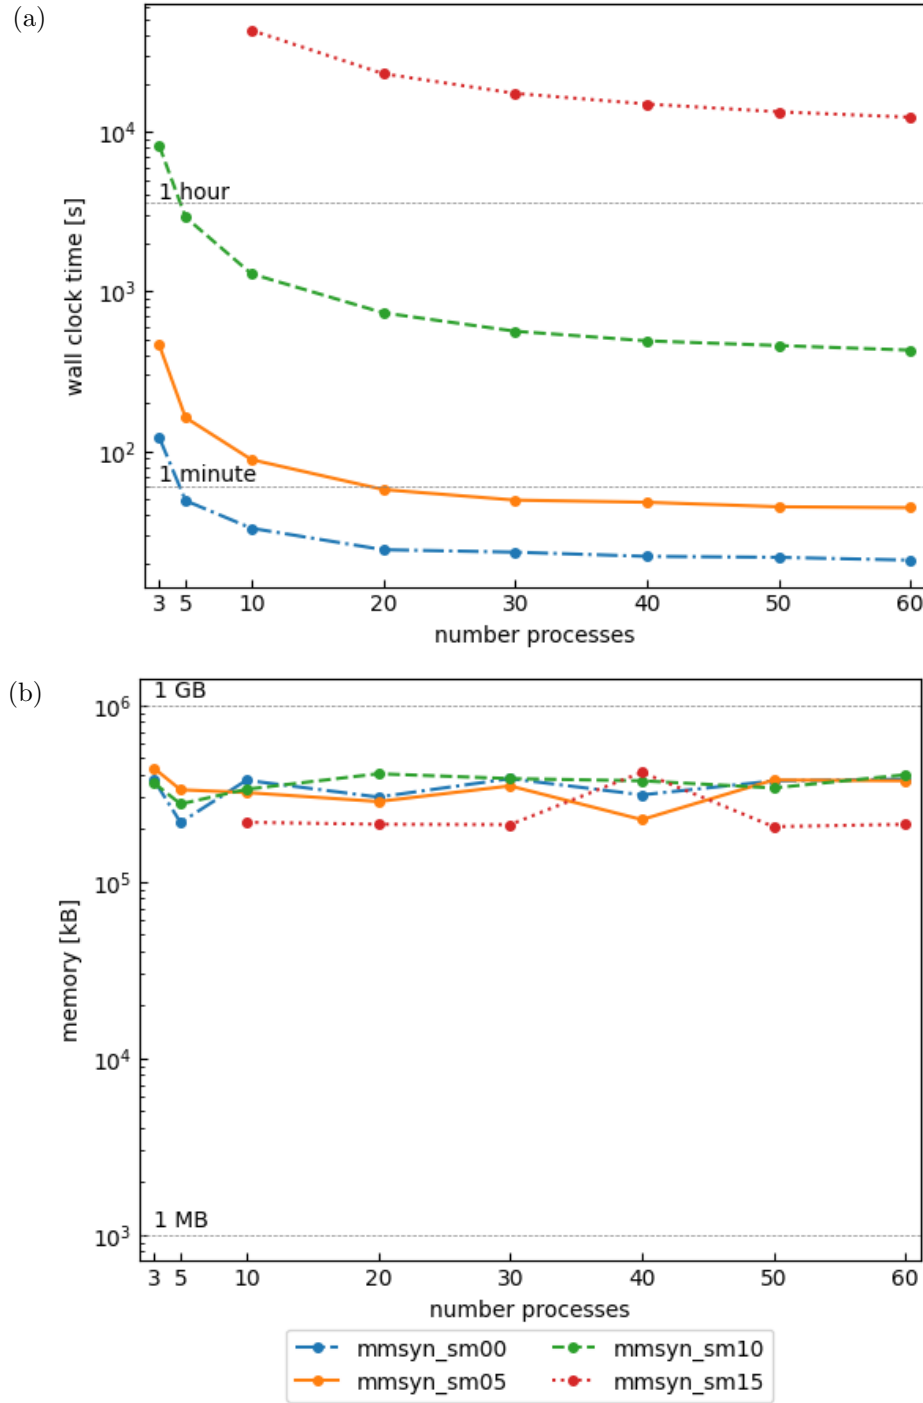 (a)
wall clock time [s]
10^4
10^3
10^2
1 hour
1 minute
3 5 10 20 30 40 50 60
number processes
(b)
memory [kB]
10^6
10^5
10^4
10^3
1 GB
1 MB
3 5 10 20 30 40 50 60
number processes
mmsyn_sm00 mmsyn_sm10
mmsyn_sm05 mmsyn_sm15